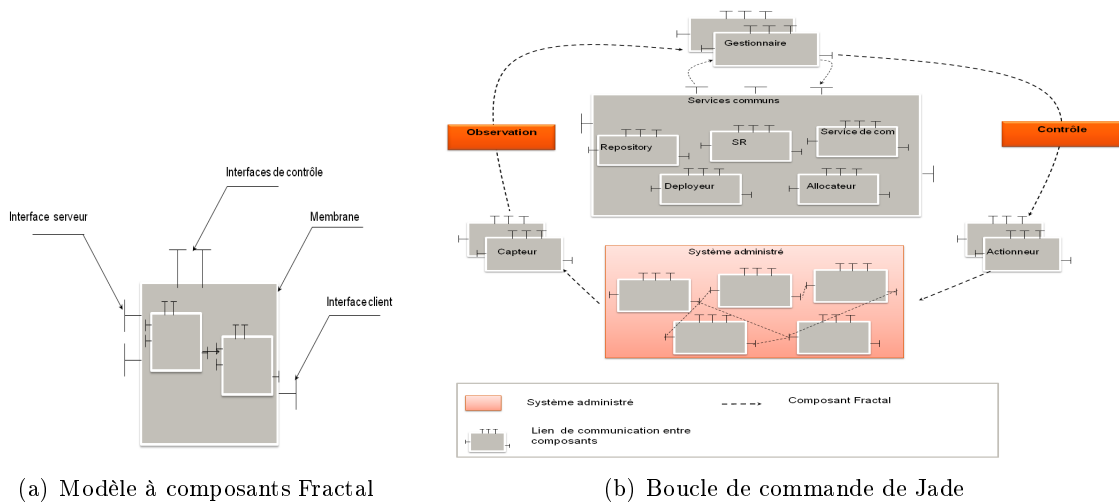 Interfaces de contrôle
Interface serveur
Membrane
Interface client
(a) Modèle à composants Fractal
Gestionnaire
Services communs
Observation
Contrôle
Repository
SR
Service de com
Deployeur
Allocateur
Capteur
Système administré
Actionneur
Système administré
Composant Fractal
Lien de communication entre
composants
(b) Boucle de commande de Jade